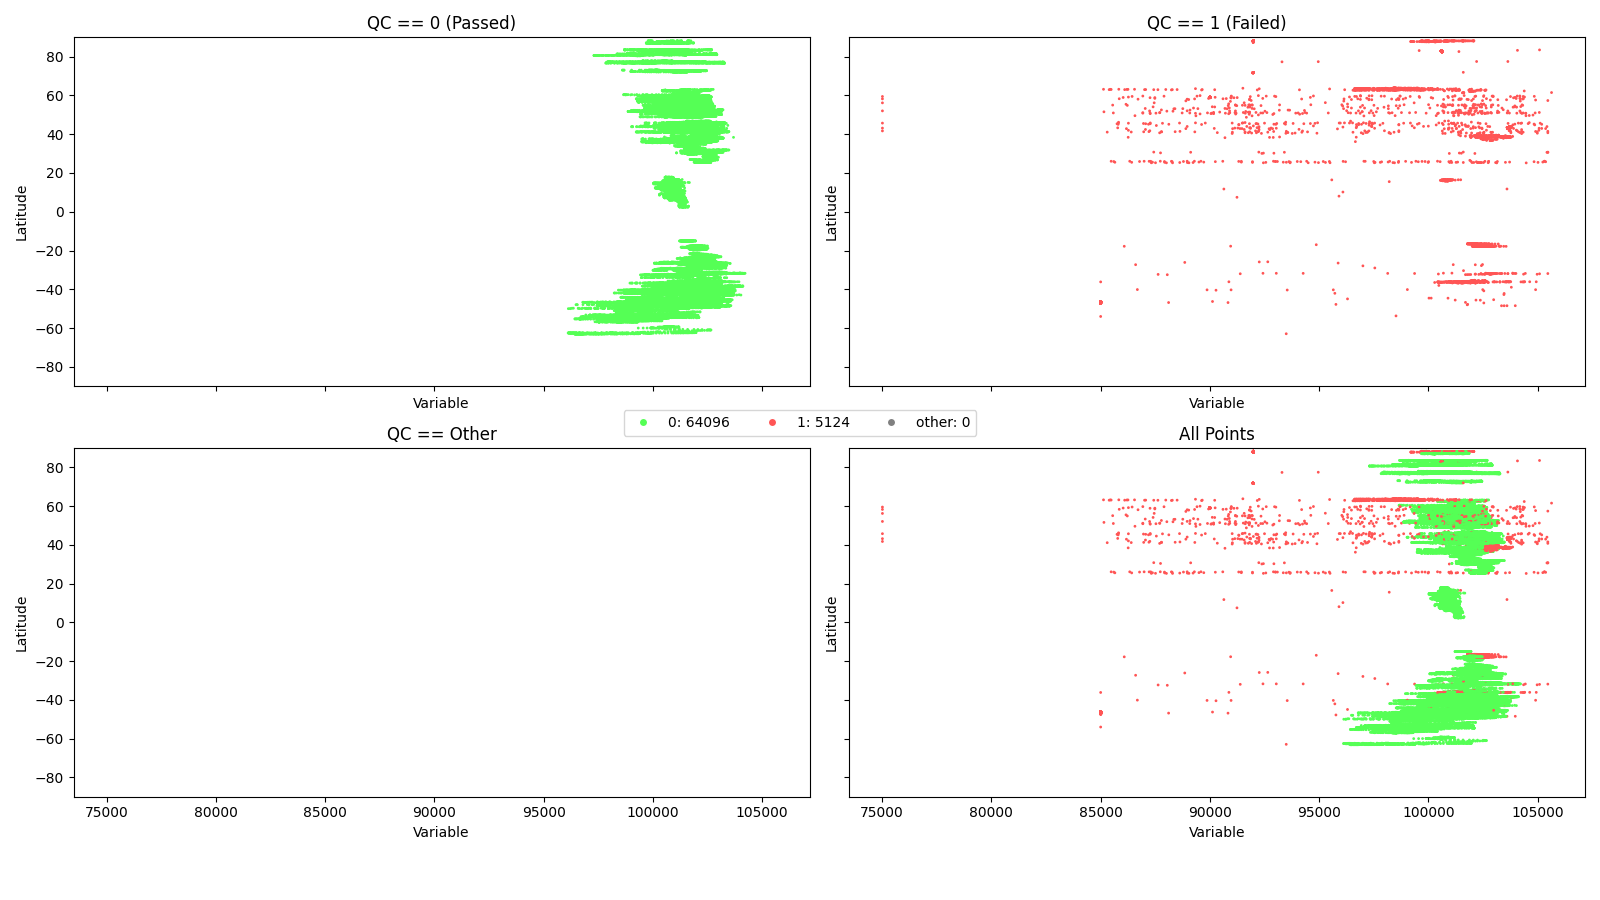 QC == 0 (Passed)
80
60
40
20
0
−20
−40
−60
−80
Latitude
Variable
QC == 1 (Failed)
Latitude
Variable
0: 64096
1: 5124
other: 0
QC == Other
80
60
40
20
0
−20
−40
−60
−80
Latitude
75000 80000 85000 90000 95000 100000 105000
Variable
All Points
Latitude
75000 80000 85000 90000 95000 100000 105000
Variable